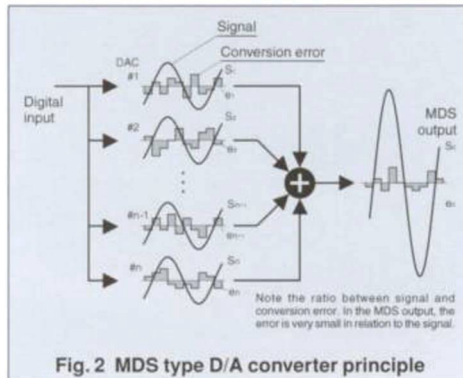 Signal
DAC
Conversion error
#1
S₁
e₁
Digital
input
#2
S₂
e₂
MDS
output
S₀
e₀
#n-1
Sn-1
en-1
#n
Sn
en
Note the ratio between signal and
conversion error. In the MDS output, the
error is very small in relation to the signal.
Fig. 2 MDS type D/A converter principle